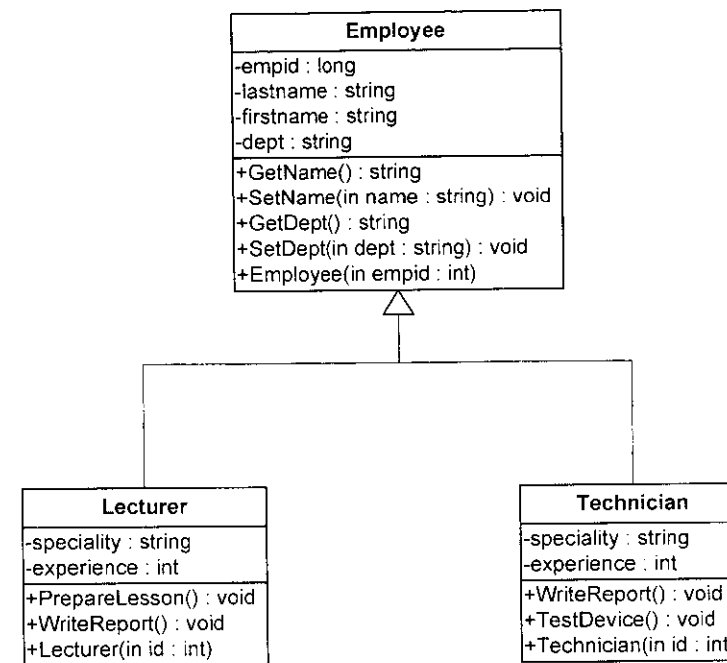 Employee
-empid : long
-lastname : string
-firstname : string
-dept : string
+GetName() : string
+SetName(in name : string) : void
+GetDept() : string
+SetDept(in dept : string) : void
+Employee(in empid : int)
Lecturer
-speciality : string
-experience : int
+PrepareLesson() : void
+WriteReport() : void
+Lecturer(in id : int)
Technician
-speciality : string
-experience : int
+WriteReport() : void
+TestDevice() : void
+Technician(in id : int